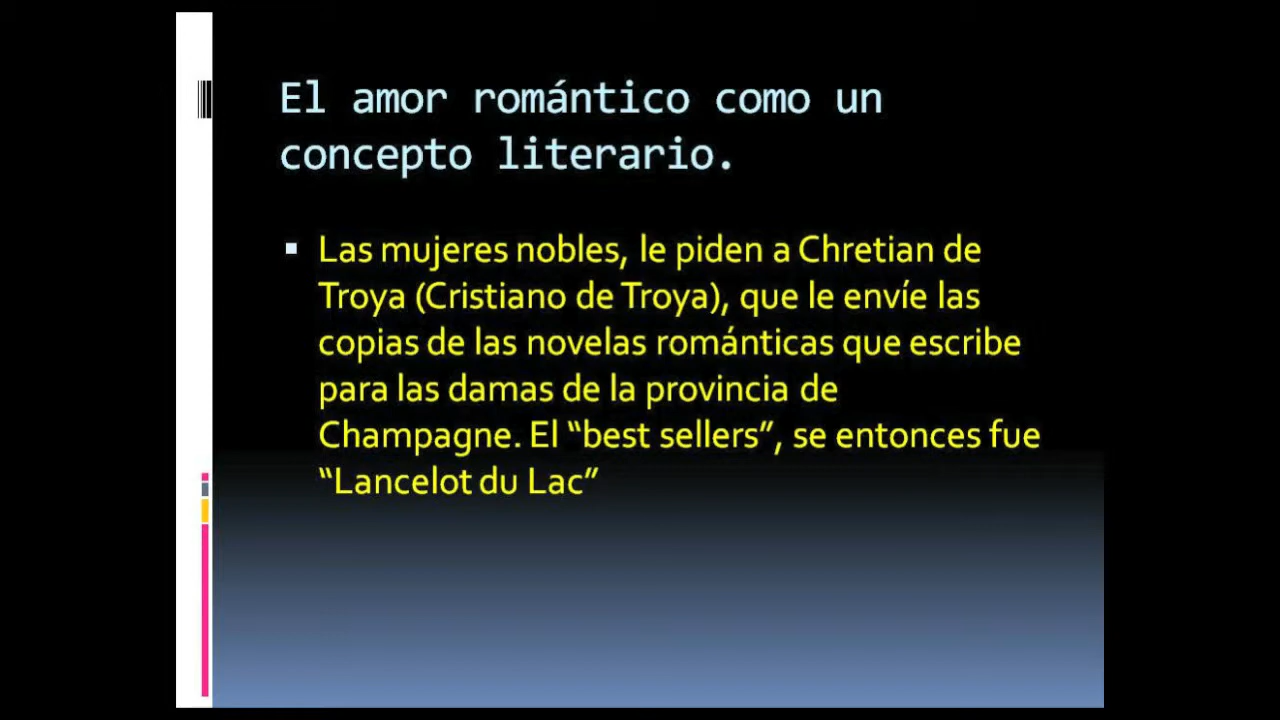 El amor romántico como un
concepto literario.
Las mujeres nobles, le piden a Chretian de
Troya (Cristiano de Troya), que le envíe las
copias de las novelas románticas que escribe
para las damas de la provincia de
Champagne. El “best sellers”, se entonces fue
“Lancelot du Lac”